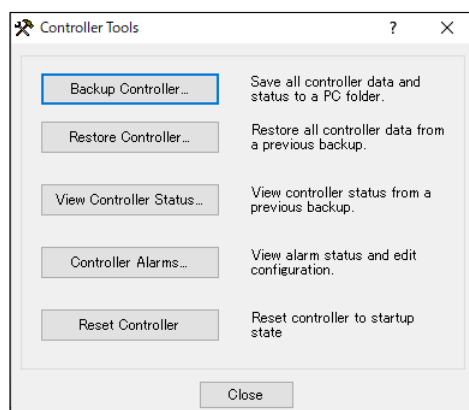 Controller Tools
?
Backup Controller...
Save all controller data and
status to a PC folder.
Restore Controller...
Restore all controller data from
a previous backup.
View Controller Status...
View controller status from a
previous backup.
Controller Alarms...
View alarm status and edit
configuration.
Reset Controller
Reset controller to startup
state
Close